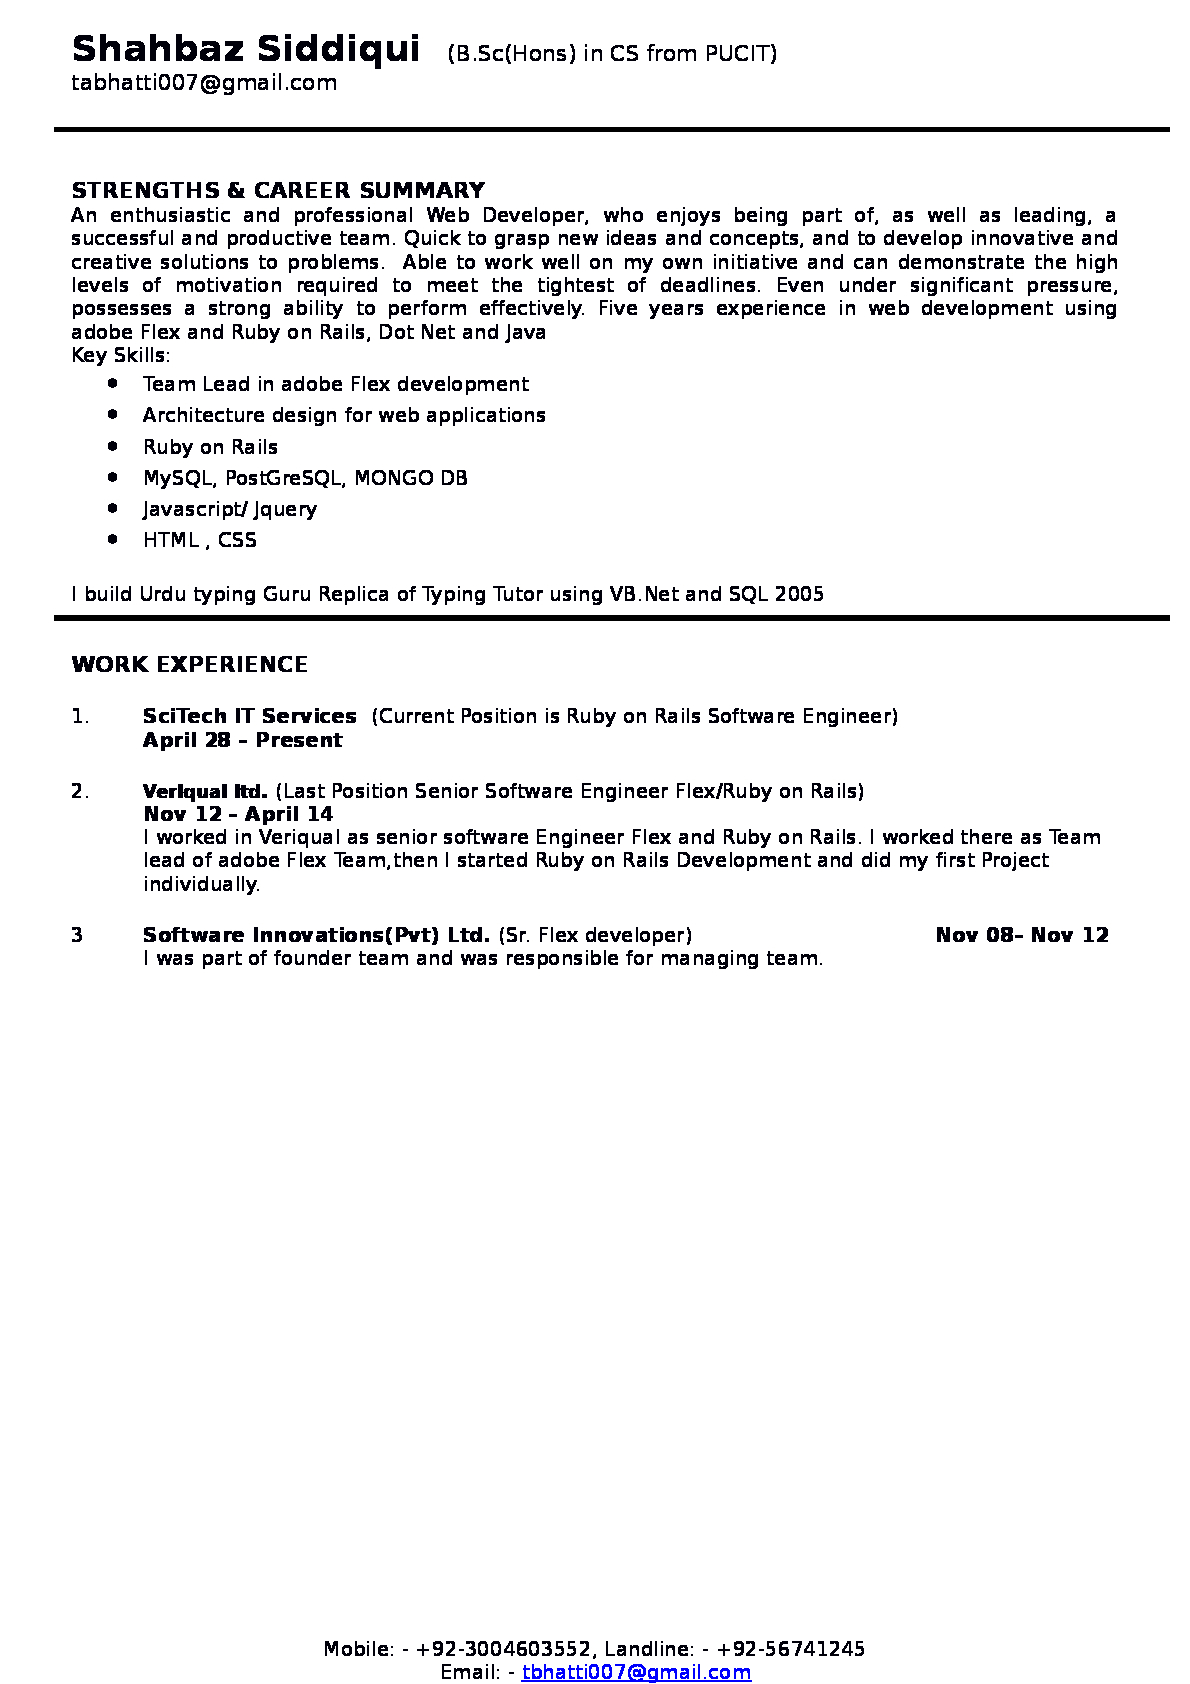 Shahbaz Siddiqui (B.Sc(Hons) in CS from PUCIT)
tabhatti007@gmail.com
STRENGTHS & CAREER SUMMARY
An enthusiastic and professional Web Developer, who enjoys being part of, as well as leading, a
successful and productive team. Quick to grasp new ideas and concepts, and to develop innovative and
creative solutions to problems. Able to work well on my own initiative and can demonstrate the high
levels of motivation required to meet the tightest of deadlines. Even under significant pressure,
possesses a strong ability to perform effectively. Five years experience in web development using
adobe Flex and Ruby on Rails, Dot Net and Java
Key Skills:
● Team Lead in adobe Flex development
● Architecture design for web applications
● Ruby on Rails
● MySQL, PostGreSQL, MONGO DB
● Javascript/ Jquery
● HTML , CSS
I build Urdu typing Guru Replica of Typing Tutor using VB.Net and SQL 2005
WORK EXPERIENCE
1. SciTech IT Services (Current Position is Ruby on Rails Software Engineer)
April 28 – Present
2. Veriqual ltd. (Last Position Senior Software Engineer Flex/Ruby on Rails)
Nov 12 – April 14
I worked in Veriqual as senior software Engineer Flex and Ruby on Rails. I worked there as Team
lead of adobe Flex Team,then I started Ruby on Rails Development and did my first Project
individually.
3 Software Innovations(Pvt) Ltd. (Sr. Flex developer) Nov 08– Nov 12
I was part of founder team and was responsible for managing team.
Mobile: - +92-3004603552, Landline: - +92-56741245
Email: - tbhatti007@gmail.com